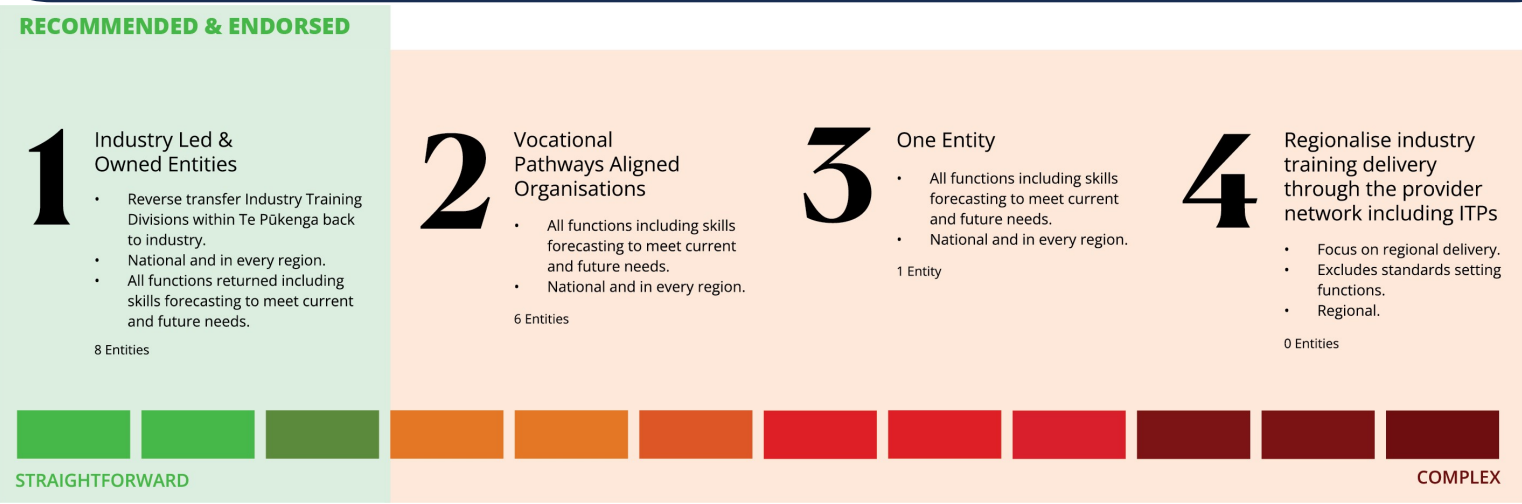 RECOMMENDED & ENDORSED
1
Industry Led &
Owned Entities
• Reverse transfer Industry Training
Divisions within Te Pūkenga back
to industry.
• National and in every region.
• All functions returned including
skills forecasting to meet current
and future needs.
8 Entities
2
Vocational
Pathways Aligned
Organisations
• All functions including skills
forecasting to meet current
and future needs.
• National and in every region.
6 Entities
3
One Entity
• All functions including skills
forecasting to meet current
and future needs.
• National and in every region.
1 Entity
4
Regionalise industry
training delivery
through the provider
network including ITPs
• Focus on regional delivery.
• Excludes standards setting
functions.
• Regional.
0 Entities
STRAIGHTFORWARD
COMPLEX